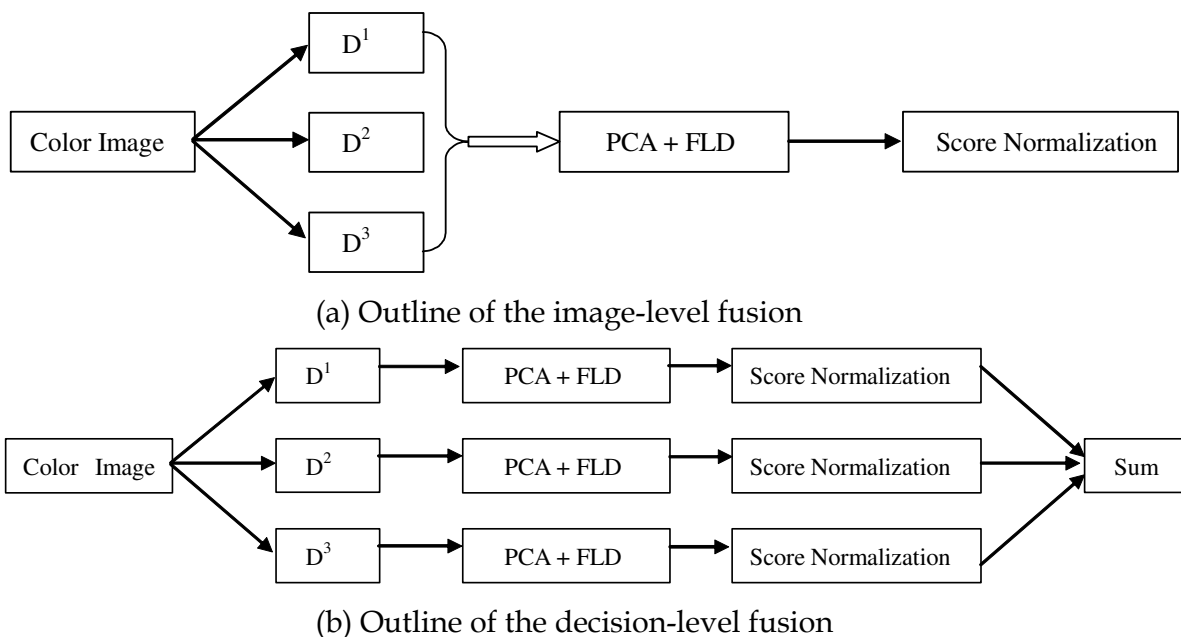 D¹
Color Image D² PCA + FLD Score Normalization
D³
(a) Outline of the image-level fusion
D¹ PCA + FLD Score Normalization
Color Image D² PCA + FLD Score Normalization Sum
D³ PCA + FLD Score Normalization
(b) Outline of the decision-level fusion